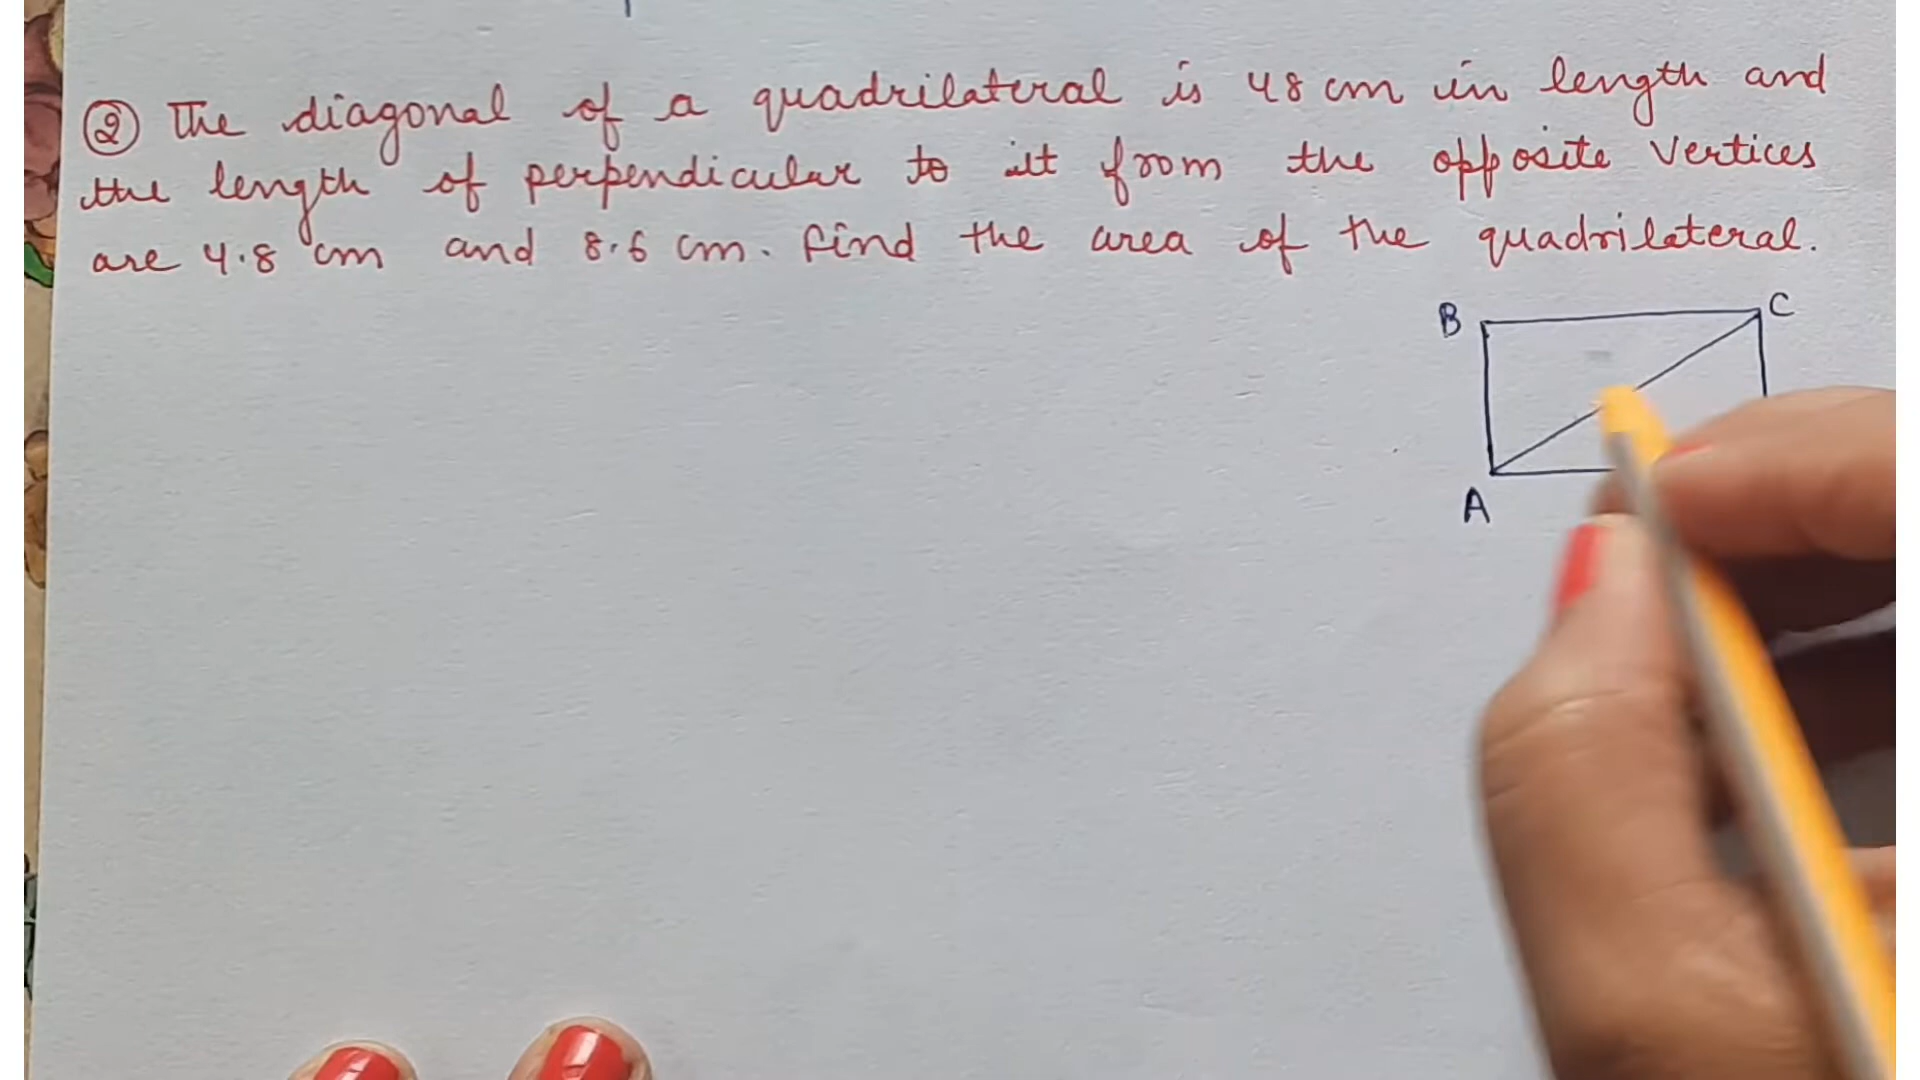 ② The diagonal of a quadrilateral is 48 cm in length and
the length of perpendicular to it from the opposite vertices
are 4.8 cm and 8.6 cm. Find the area of the quadrilateral.
B C
A